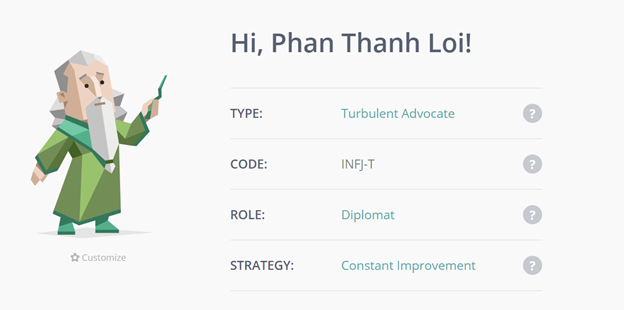 Hi, Phan Thanh Loi!
TYPE: Turbulent Advocate ?
CODE: INFJ-T ?
ROLE: Diplomat ?
STRATEGY: Constant Improvement ?
Customize